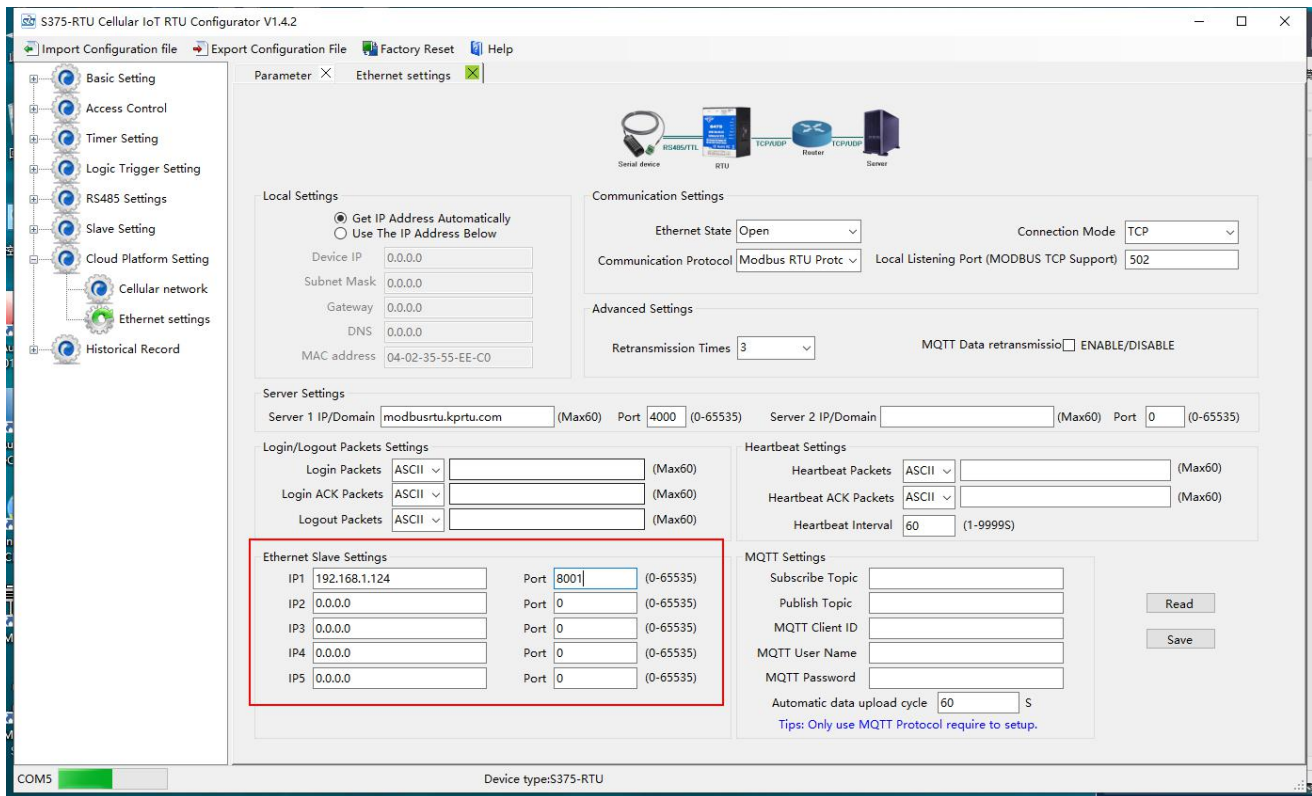 S375-RTU Cellular IoT RTU Configurator V1.4.2
Import Configuration file Export Configuration File Factory Reset Help
Basic Setting
Access Control
Timer Setting
Logic Trigger Setting
RS485 Settings
Slave Setting
Cloud Platform Setting
Cellular network
Ethernet settings
Historical Record
Parameter Ethernet settings
RS485/TTL TCP/UDP TCP/UDP
Serial device RTU Router Server
Local Settings
Get IP Address Automatically
Use The IP Address Below
Device IP 0.0.0.0
Subnet Mask 0.0.0.0
Gateway 0.0.0.0
DNS 0.0.0.0
MAC address 04-02-35-55-EE-C0
Communication Settings
Ethernet State Open Connection Mode TCP
Communication Protocol Modbus RTU Protc Local Listening Port (MODBUS TCP Support) 502
Advanced Settings
Retransmission Times 3 MQTT Data retransmissio ENABLE/DISABLE
Server Settings
Server 1 IP/Domain modbusrtu.kprtu.com (Max60) Port 4000 (0-65535) Server 2 IP/Domain (Max60) Port 0 (0-65535)
Login/Logout Packets Settings
Login Packets ASCII (Max60)
Login ACK Packets ASCII (Max60)
Logout Packets ASCII (Max60)
Heartbeat Settings
Heartbeat Packets ASCII (Max60)
Heartbeat ACK Packets ASCII (Max60)
Heartbeat Interval 60 (1-9999S)
Ethernet Slave Settings
IP1 192.168.1.124 Port 8001 (0-65535)
IP2 0.0.0.0 Port 0 (0-65535)
IP3 0.0.0.0 Port 0 (0-65535)
IP4 0.0.0.0 Port 0 (0-65535)
IP5 0.0.0.0 Port 0 (0-65535)
MQTT Settings
Subscribe Topic
Publish Topic
MQTT Client ID
MQTT User Name
MQTT Password
Automatic data upload cycle 60 S
Tips: Only use MQTT Protocol require to setup.
Read
Save
COM5 Device type:S375-RTU